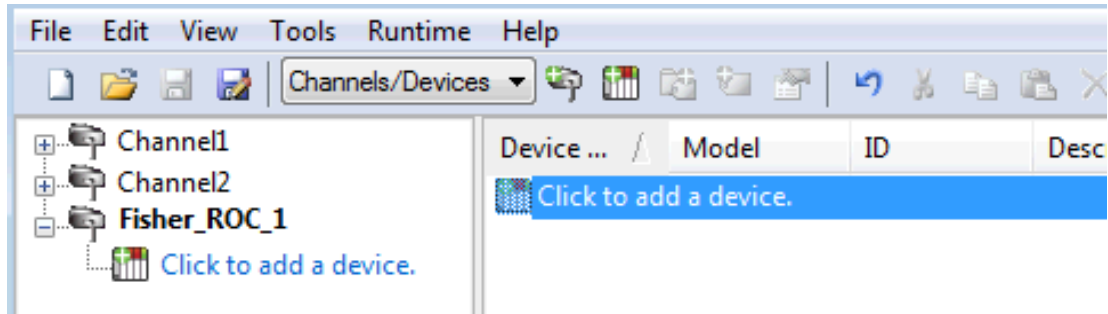 File Edit View Tools Runtime Help
Channels/Devices
Channel1
Channel2
Fisher_ROC_1
Click to add a device.
Device ... Model ID Desc
Click to add a device.